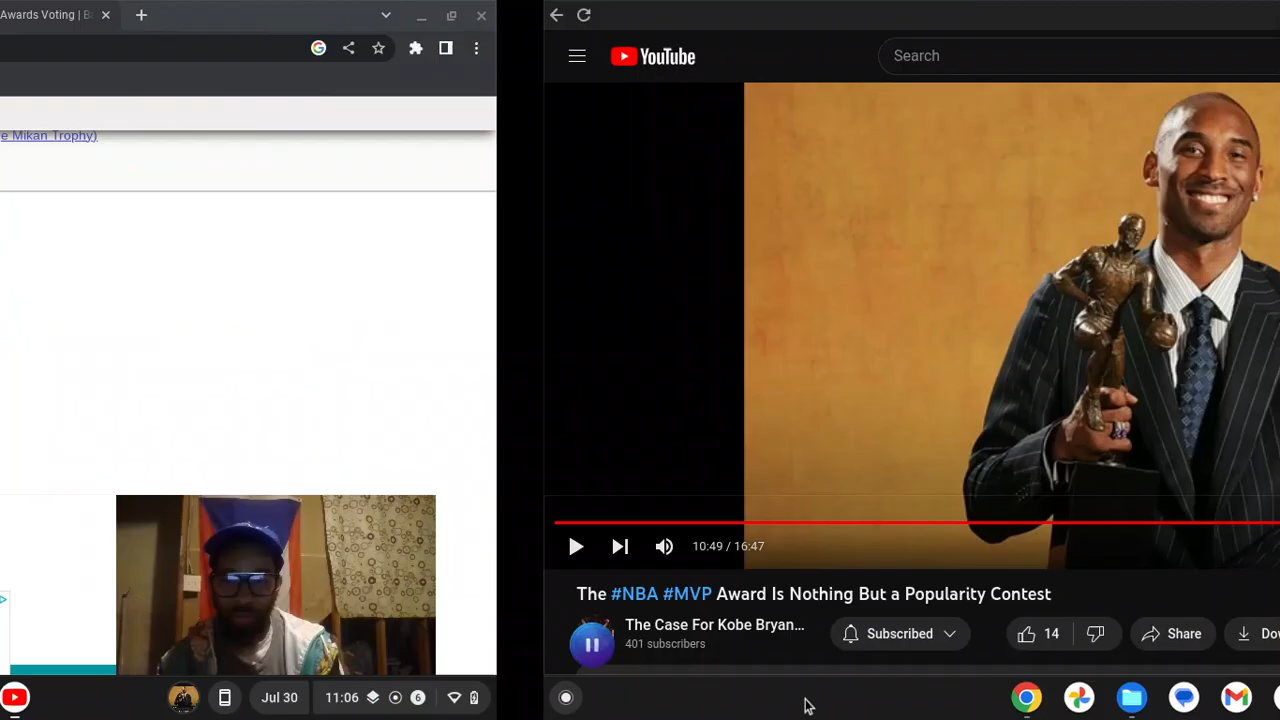 Awards Voting | Ba
e Mikan Trophy)
Jul 30
11:06
6
YouTube
Search
10:49 / 16:47
The #NBA #MVP Award Is Nothing But a Popularity Contest
The Case For Kobe Bryan...
401 subscribers
Subscribed
14
Share
Dow